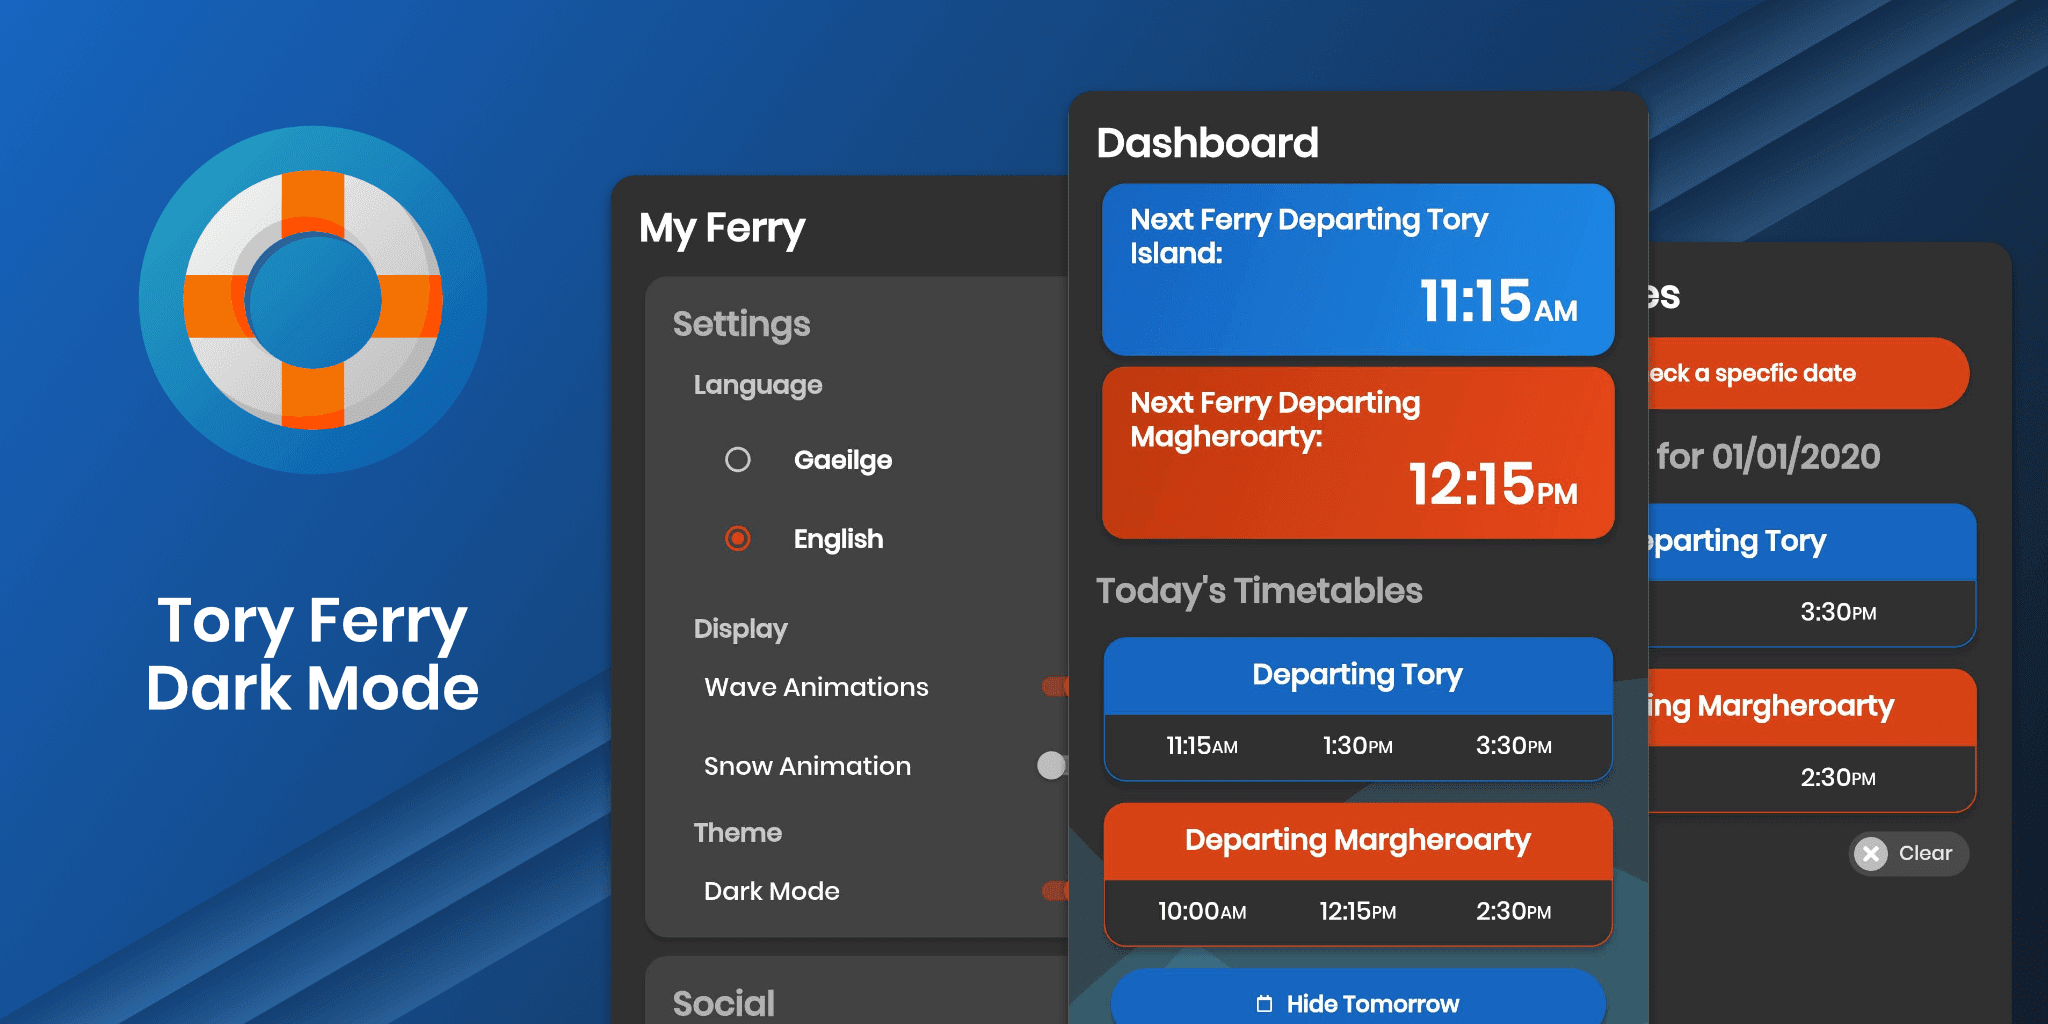 Tory Ferry
Dark Mode
My Ferry
Settings
Language
Gaeilge
English
Display
Wave Animations
Snow Animation
Theme
Dark Mode
Social
Dashboard
Next Ferry Departing Tory
Island:
11:15AM
Next Ferry Departing
Magheroarty:
12:15PM
Today's Timetables
Departing Tory
11:15AM 1:30PM 3:30PM
Departing Margheroarty
10:00AM 12:15PM 2:30PM
Hide Tomorrow
es
eck a specfic date
for 01/01/2020
parting Tory
3:30PM
ing Margheroarty
2:30PM
Clear